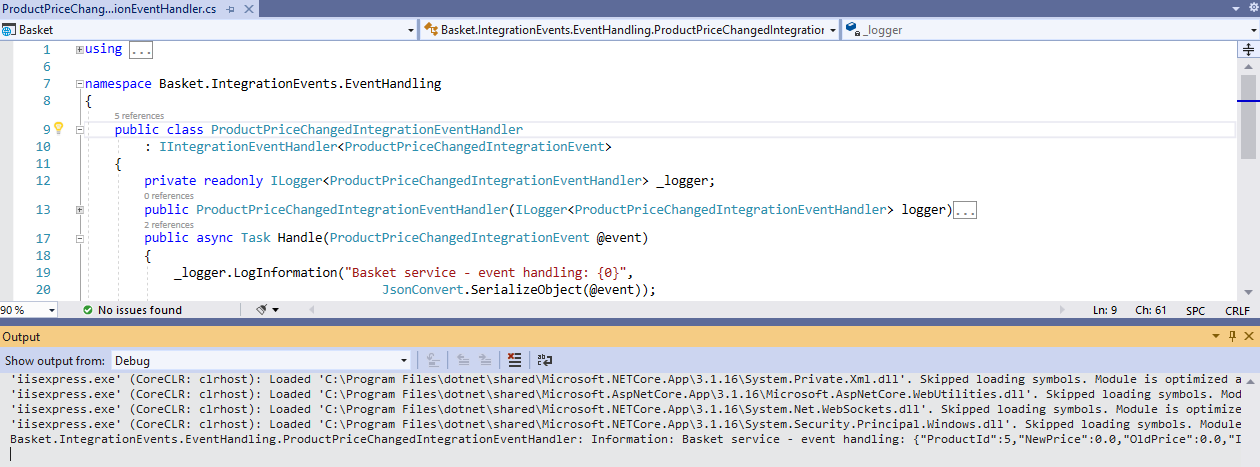 ProductPriceChang...ionEventHandler.cs
Basket
Basket.IntegrationEvents.EventHandling.ProductPriceChangedIntegration
_logger
1 using ...
6
7 namespace Basket.IntegrationEvents.EventHandling
8 {
5 references
9 public class ProductPriceChangedIntegrationEventHandler
10 : IIntegrationEventHandler<ProductPriceChangedIntegrationEvent>
11 {
12 private readonly ILogger<ProductPriceChangedIntegrationEventHandler> _logger;
0 references
13 public ProductPriceChangedIntegrationEventHandler(ILogger<ProductPriceChangedIntegrationEventHandler> logger)...
2 references
17 public async Task Handle(ProductPriceChangedIntegrationEvent @event)
18 {
19 _logger.LogInformation("Basket service - event handling: {0}",
20 JsonConvert.SerializeObject(@event));
90 % No issues found Ln: 9 Ch: 61 SPC CRLF
Output
Show output from: Debug
'iisexpress.exe' (CoreCLR: clrhost): Loaded 'C:\Program Files\dotnet\shared\Microsoft.NETCore.App\3.1.16\System.Private.Xml.dll'. Skipped loading symbols. Module is optimized a
'iisexpress.exe' (CoreCLR: clrhost): Loaded 'C:\Program Files\dotnet\shared\Microsoft.AspNetCore.App\3.1.16\Microsoft.AspNetCore.WebUtilities.dll'. Skipped loading symbols. Mod
'iisexpress.exe' (CoreCLR: clrhost): Loaded 'C:\Program Files\dotnet\shared\Microsoft.NETCore.App\3.1.16\System.Net.WebSockets.dll'. Skipped loading symbols. Module is optimize
'iisexpress.exe' (CoreCLR: clrhost): Loaded 'C:\Program Files\dotnet\shared\Microsoft.NETCore.App\3.1.16\System.Security.Principal.Windows.dll'. Skipped loading symbols. Module
Basket.IntegrationEvents.EventHandling.ProductPriceChangedIntegrationEventHandler: Information: Basket service - event handling: {"ProductId":5,"NewPrice":0.0,"OldPrice":0.0,"I